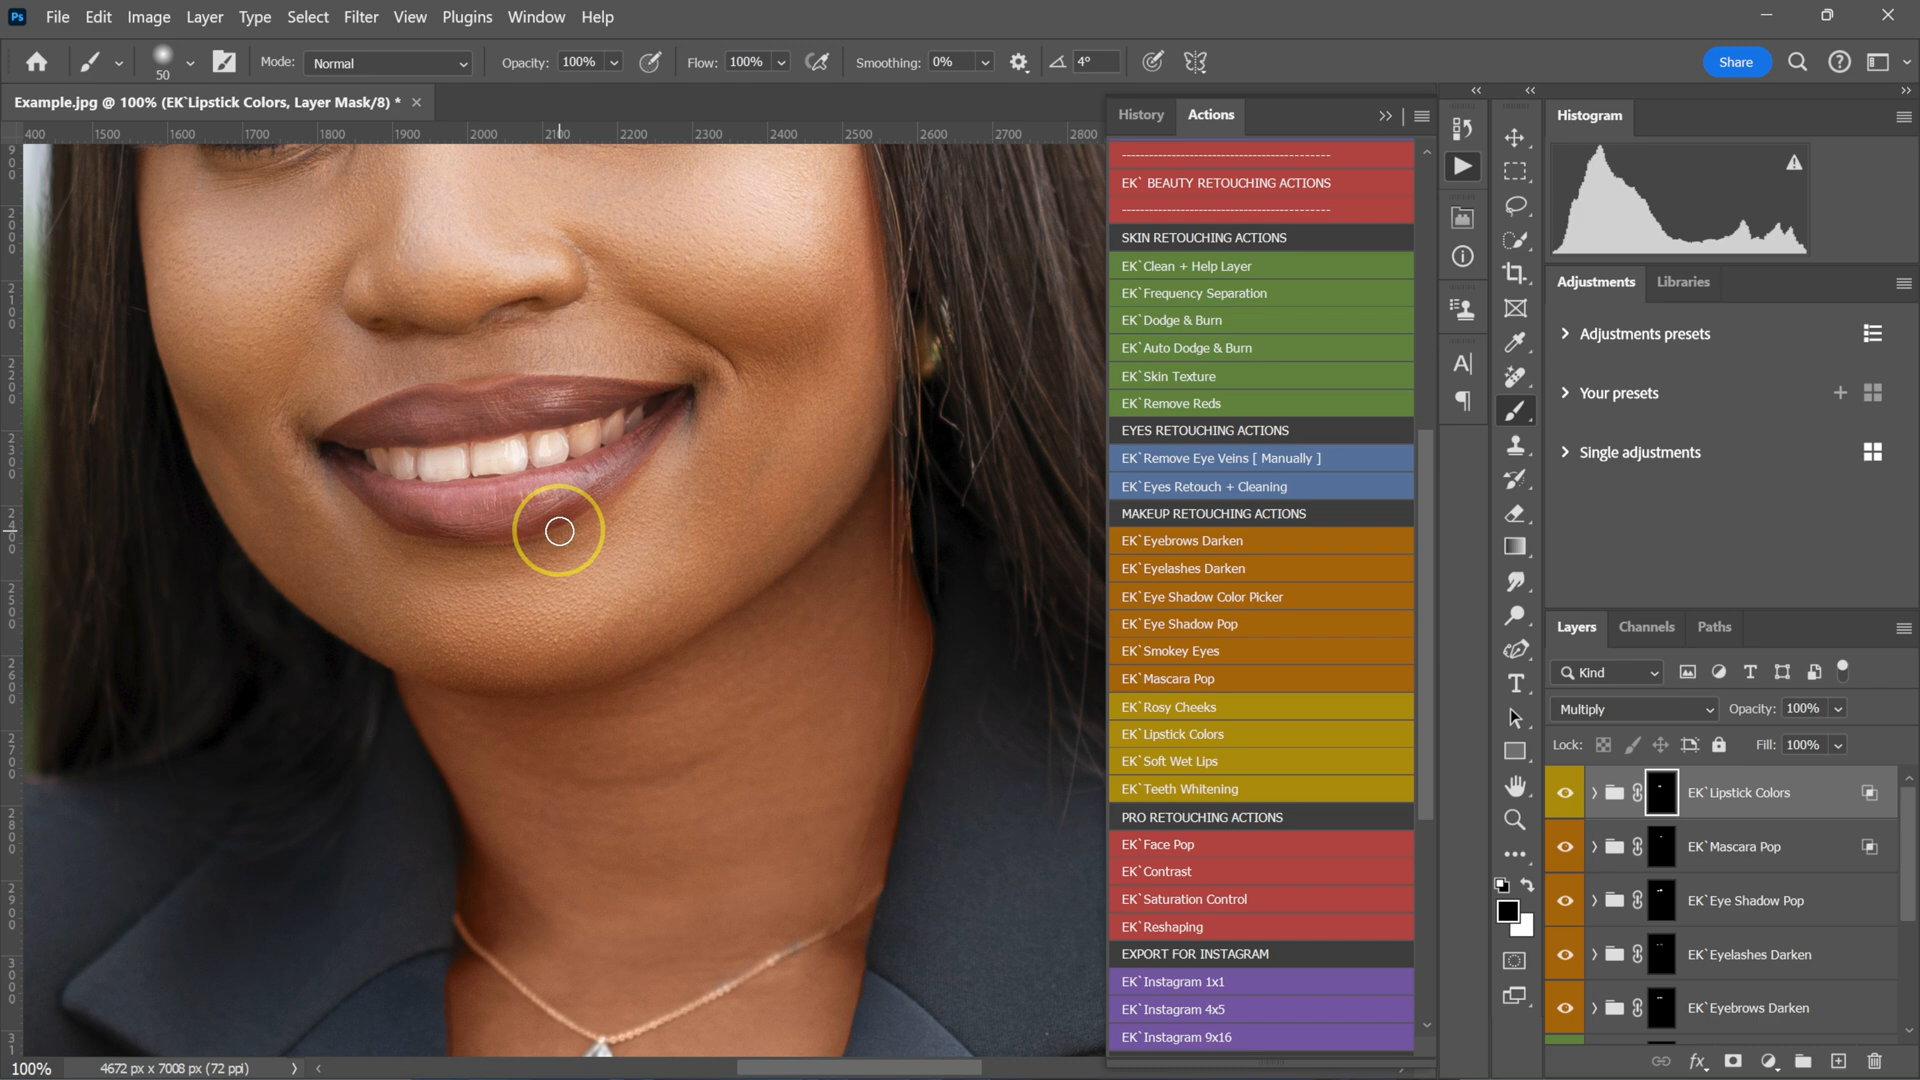 Ps File Edit Image Layer Type Select Filter View Plugins Window Help
50 Mode: Normal Opacity: 100% Flow: 100% Smoothing: 0% 4° Share
Example.jpg @ 100% (EK`Lipstick Colors, Layer Mask/8) *
400 1500 1600 1700 1800 1900 2000 2100 2200 2300 2400 2500 2600 2700 2800
History Actions
EK` BEAUTY RETOUCHING ACTIONS
SKIN RETOUCHING ACTIONS
EK`Clean + Help Layer
EK`Frequency Separation
EK`Dodge & Burn
EK`Auto Dodge & Burn
EK`Skin Texture
EK`Remove Reds
EYES RETOUCHING ACTIONS
EK`Remove Eye Veins [ Manually ]
EK`Eyes Retouch + Cleaning
MAKEUP RETOUCHING ACTIONS
EK`Eyebrows Darken
EK`Eyelashes Darken
EK`Eye Shadow Color Picker
EK`Eye Shadow Pop
EK`Smokey Eyes
EK`Mascara Pop
EK`Rosy Cheeks
EK`Lipstick Colors
EK`Soft Wet Lips
EK`Teeth Whitening
PRO RETOUCHING ACTIONS
EK`Face Pop
EK`Contrast
EK`Saturation Control
EK`Reshaping
EXPORT FOR INSTAGRAM
EK`Instagram 1x1
EK`Instagram 4x5
EK`Instagram 9x16
Histogram
Adjustments Libraries
Adjustments presets
Your presets
Single adjustments
Layers Channels Paths
Kind
Multiply Opacity: 100%
Lock: Fill: 100%
EK`Lipstick Colors
EK`Mascara Pop
EK`Eye Shadow Pop
EK`Eyelashes Darken
EK`Eyebrows Darken
100% 4672 px x 7008 px (72 ppi)